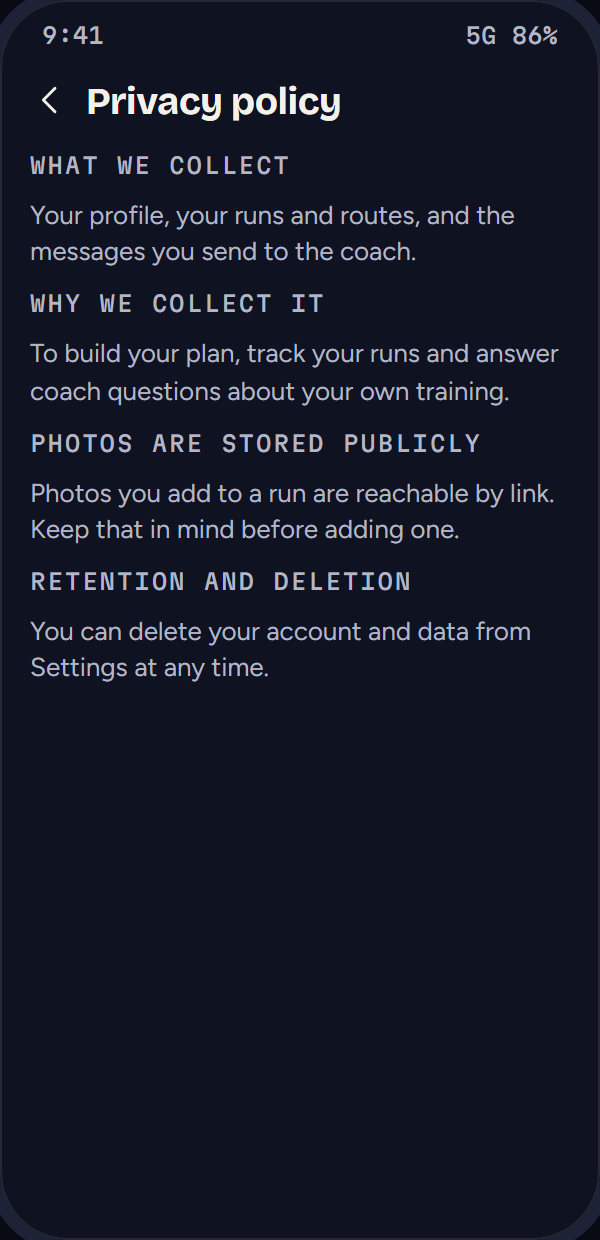 9:41
5G 86%
Privacy policy
WHAT WE COLLECT
Your profile, your runs and routes, and the
messages you send to the coach.
WHY WE COLLECT IT
To build your plan, track your runs and answer
coach questions about your own training.
PHOTOS ARE STORED PUBLICLY
Photos you add to a run are reachable by link.
Keep that in mind before adding one.
RETENTION AND DELETION
You can delete your account and data from
Settings at any time.